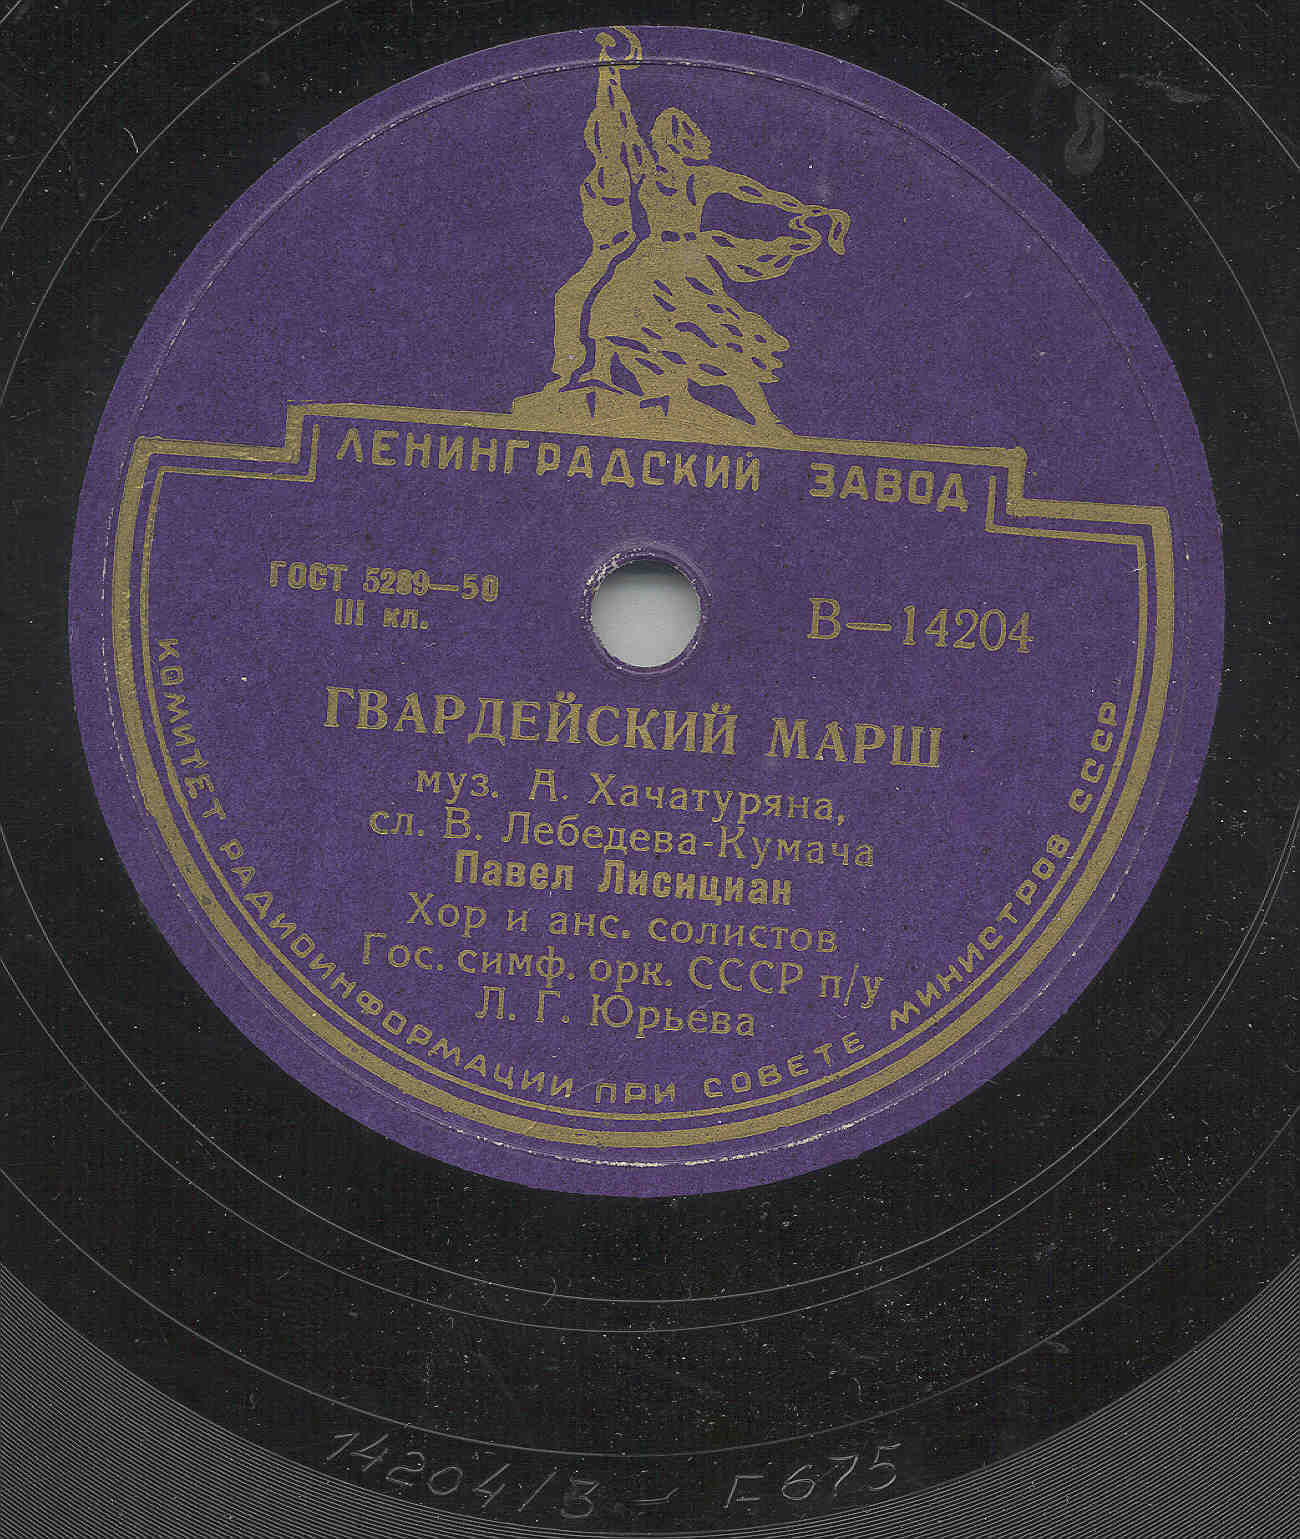 ЛЕНИНГРАДСКИЙ ЗАВОД
ГОСТ 5289—50
III кл.
В—14204
ГВАРДЕЙСКИЙ МАРШ
муз. А. Хачатуряна,
сл. В. Лебедева-Кумача
Павел Лисициан
Хор и анс. солистов
Гос. симф. орк. СССР п/у
Л. Г. Юрьева
КОМИТЕТ РАДИОИНФОРМАЦИИ ПРИ СОВЕТЕ МИНИСТРОВ СССР
14204/3 — F675